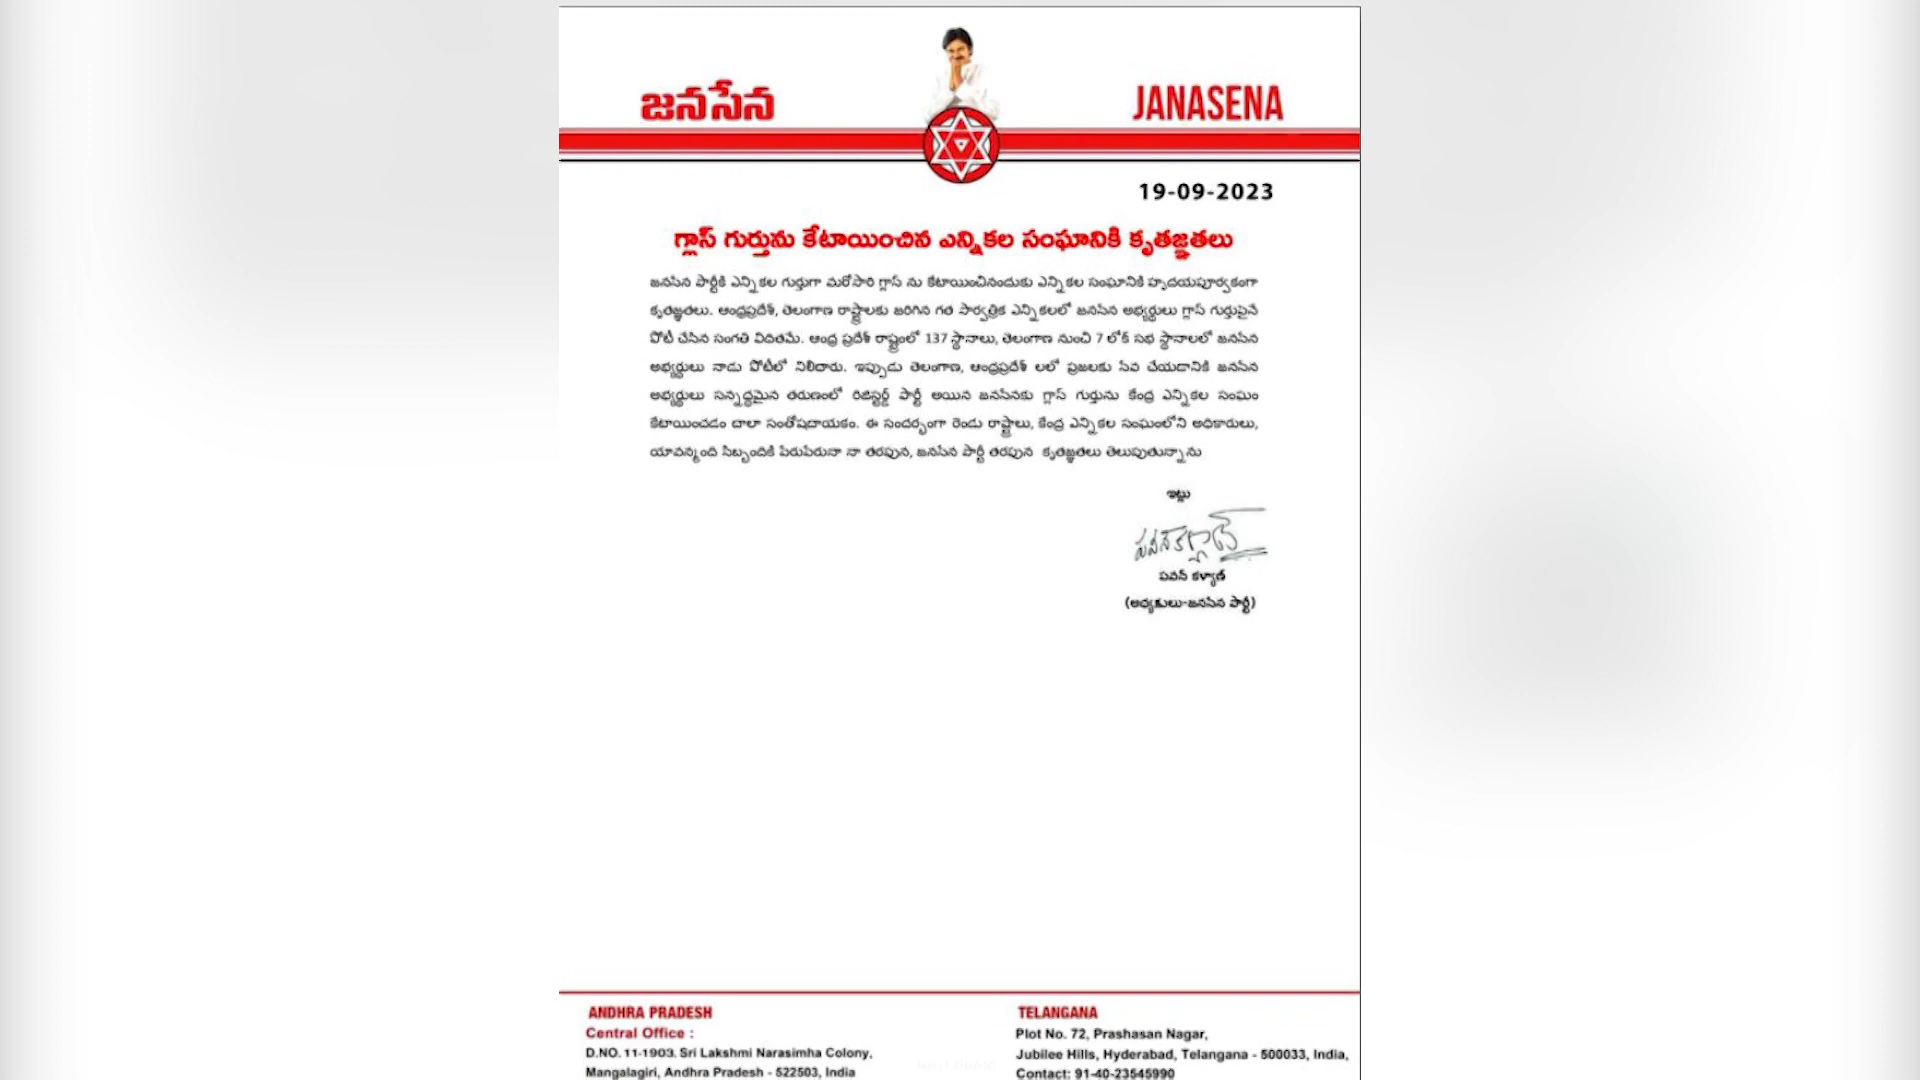 జనసేన
JANASENA
19-09-2023
గ్లాస్ గుర్తును కేటాయించిన ఎన్నికల సంఘానికి కృతజ్ఞతలు
జనసేన పార్టీకి ఎన్నికల గుర్తుగా మరోసారి గ్లాస్ ను కేటాయించినందుకు ఎన్నికల సంఘానికి హృదయపూర్వకంగా
కృతజ్ఞతలు. ఆంధ్రప్రదేశ్, తెలంగాణ రాష్ట్రాలకు జరిగిన గత సార్వత్రిక ఎన్నికలలో జనసేన అభ్యర్థులు గ్లాస్ గుర్తుపైనే
పోటీ చేసిన సంగతి విదితమే. ఆంధ్ర ప్రదేశ్ రాష్ట్రంలో 137 స్థానాలు, తెలంగాణ నుంచి 7 లోక్ సభ స్థానాలలో జనసేన
అభ్యర్థులు నాడు పోటీలో నిలిచారు. ఇప్పుడు తెలంగాణ, ఆంధ్రప్రదేశ్ లలో ప్రజలకు సేవ చేయడానికి జనసేన
అభ్యర్థులు సన్నద్ధమైన తరుణంలో రిజిస్టర్డ్ పార్టీ అయిన జనసేనకు గ్లాస్ గుర్తును కేంద్ర ఎన్నికల సంఘం
కేటాయించడం చాలా సంతోషదాయకం. ఈ సందర్భంగా రెండు రాష్ట్రాలు, కేంద్ర ఎన్నికల సంఘంలోని అధికారులు,
యావన్మంది సిబ్బందికి పేరుపేరునా నా తరపున, జనసేన పార్టీ తరపున కృతజ్ఞతలు తెలుపుతున్నాను
ఇట్లు
పవన్ కళ్యాణ్
పవన్ కళ్యాణ్
(అధ్యక్షులు-జనసేన పార్టీ)
ANDHRA PRADESH
Central Office :
D.NO. 11-1903. Sri Lakshmi Narasimha Colony,
Mangalagiri, Andhra Pradesh - 522503, India
TELANGANA
Plot No. 72, Prashasan Nagar,
Jubilee Hills, Hyderabad, Telangana - 500033, India,
Contact: 91-40-23545990